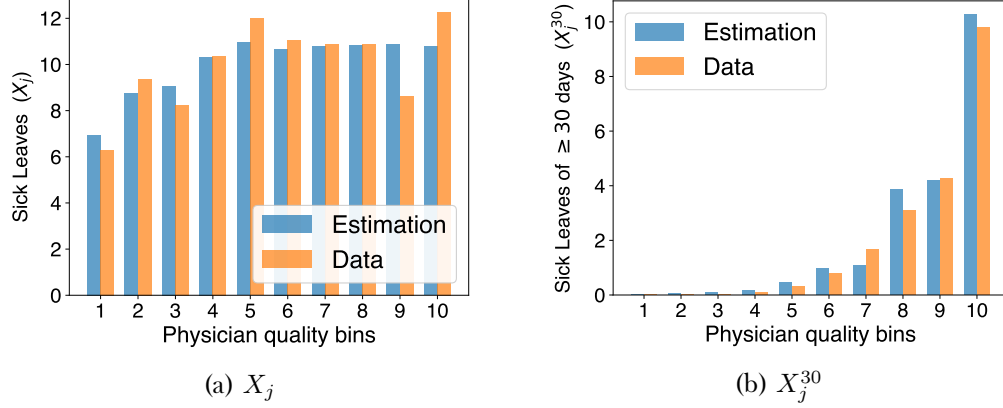 12
10
8
6
4
2
0
Sick Leaves (X_j)
Estimation
Data
1 2 3 4 5 6 7 8 9 10
Physician quality bins
(a) X_j
10
8
6
4
2
0
Sick Leaves of ≥ 30 days (X_j^30)
Estimation
Data
1 2 3 4 5 6 7 8 9 10
Physician quality bins
(b) X_j^30